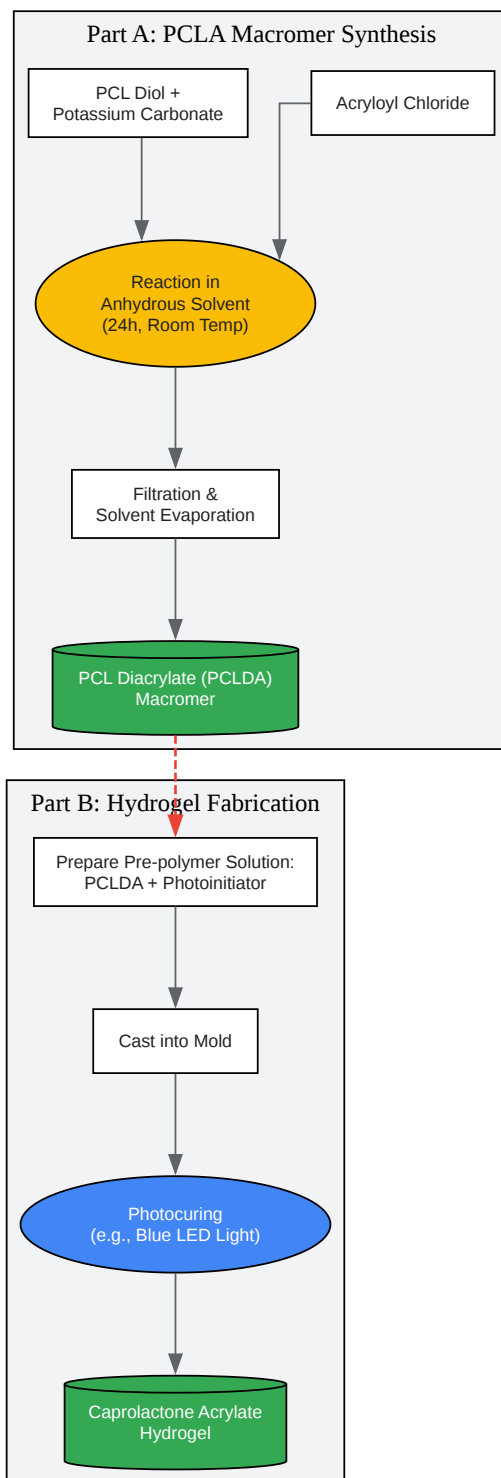 Part A: PCLA Macromer Synthesis
PCL Diol +
Potassium Carbonate
Acryloyl Chloride
Reaction in
Anhydrous Solvent
(24h, Room Temp)
Filtration &
Solvent Evaporation
PCL Diacrylate (PCLDA)
Macromer
Part B: Hydrogel Fabrication
Prepare Pre-polymer Solution:
PCLDA + Photoinitiator
Cast into Mold
Photocuring
(e.g., Blue LED Light)
Caprolactone Acrylate
Hydrogel